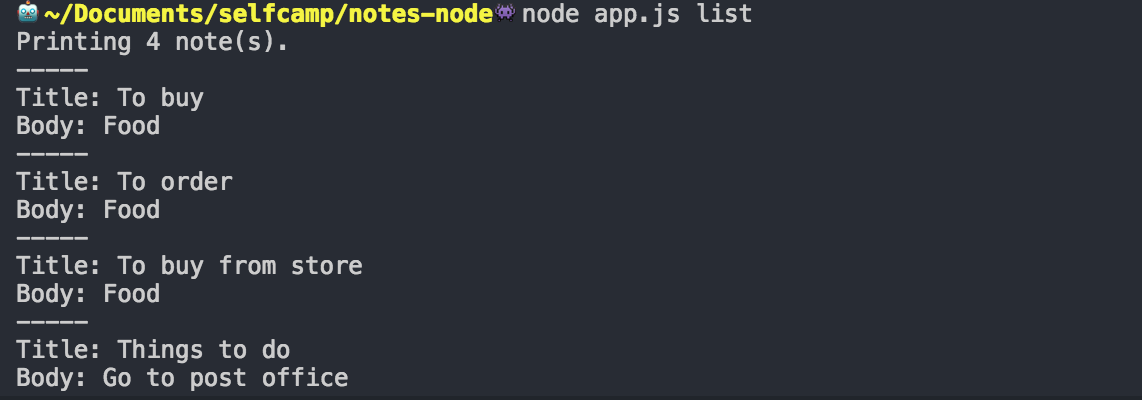 🤖~/Documents/selfcamp/notes-node👾node app.js list
Printing 4 note(s).
-----
Title: To buy
Body: Food
-----
Title: To order
Body: Food
-----
Title: To buy from store
Body: Food
-----
Title: Things to do
Body: Go to post office